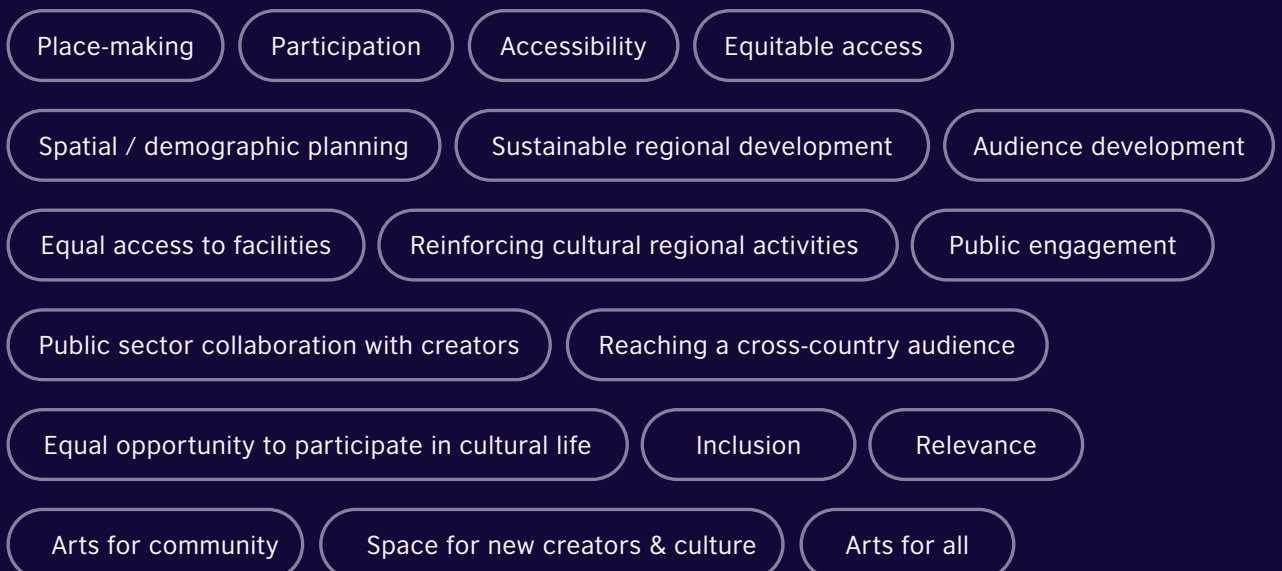 Place-making Participation Accessibility Equitable access
Spatial / demographic planning Sustainable regional development Audience development
Equal access to facilities Reinforcing cultural regional activities Public engagement
Public sector collaboration with creators Reaching a cross-country audience
Equal opportunity to participate in cultural life Inclusion Relevance
Arts for community Space for new creators & culture Arts for all